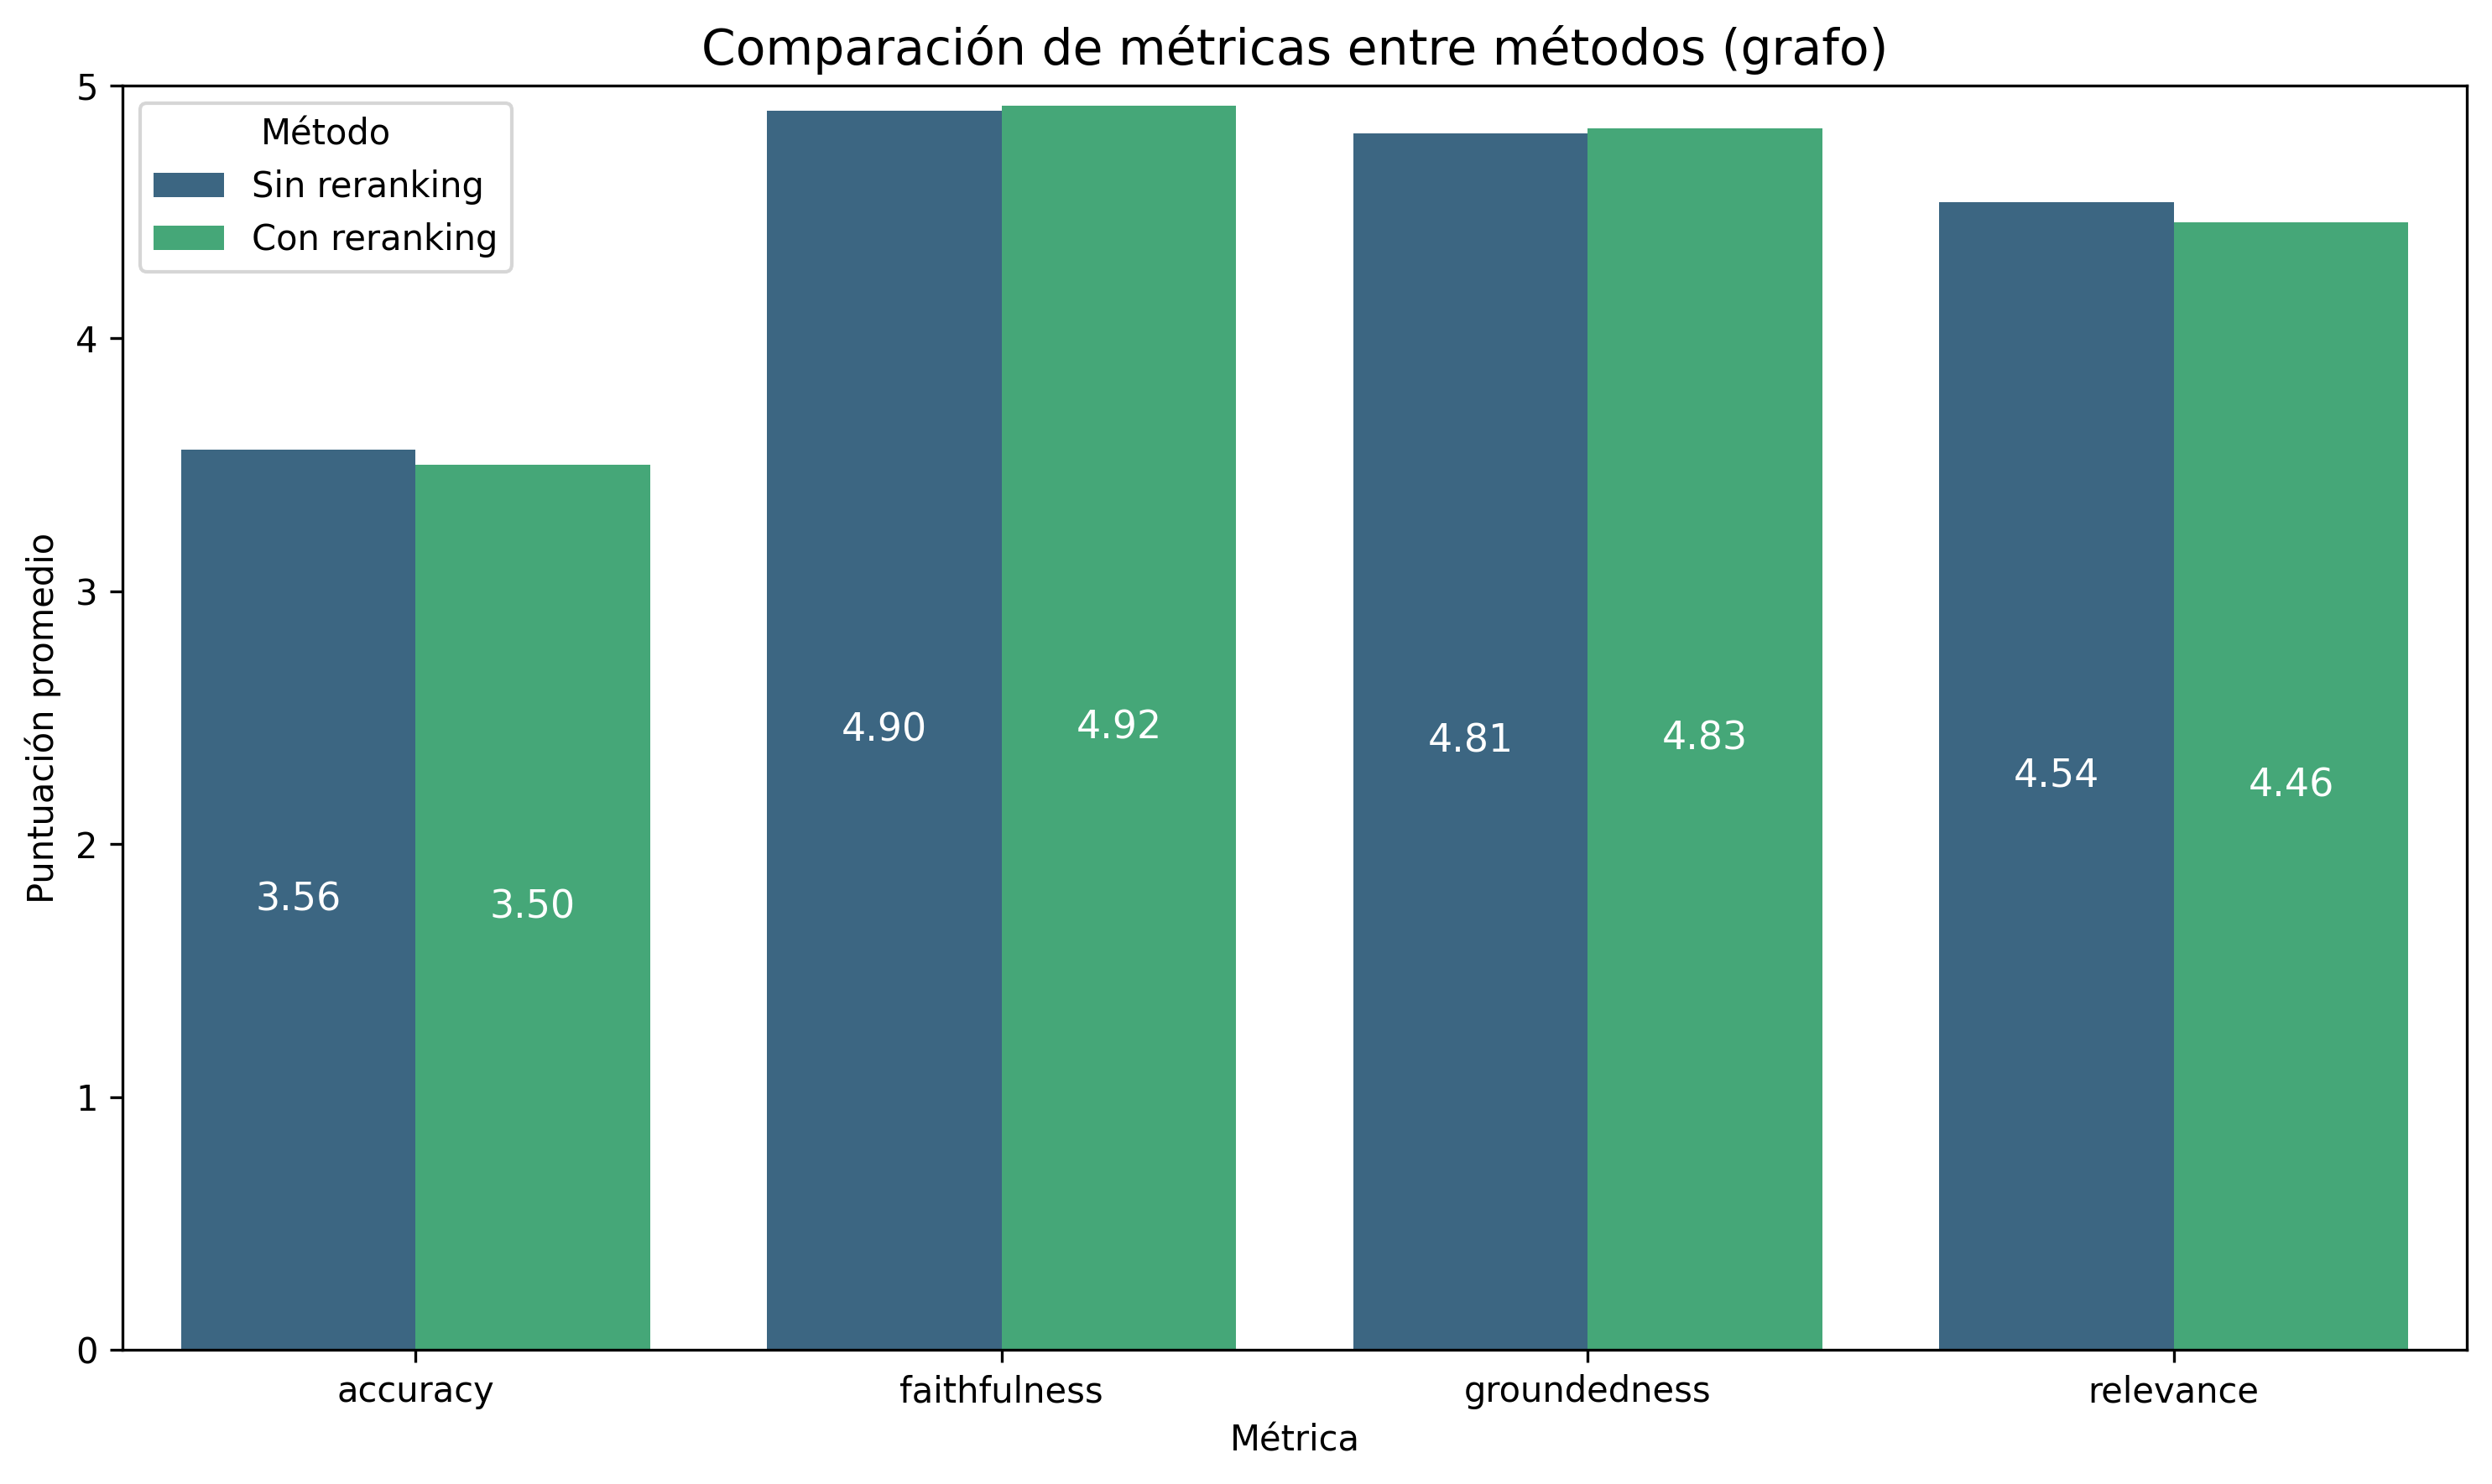 Comparación de métricas entre métodos (grafo)
Método
Sin reranking
Con reranking
Puntuación promedio
5
4
3
2
1
0
3.56
3.50
4.90
4.92
4.81
4.83
4.54
4.46
accuracy
faithfulness
groundedness
relevance
Métrica